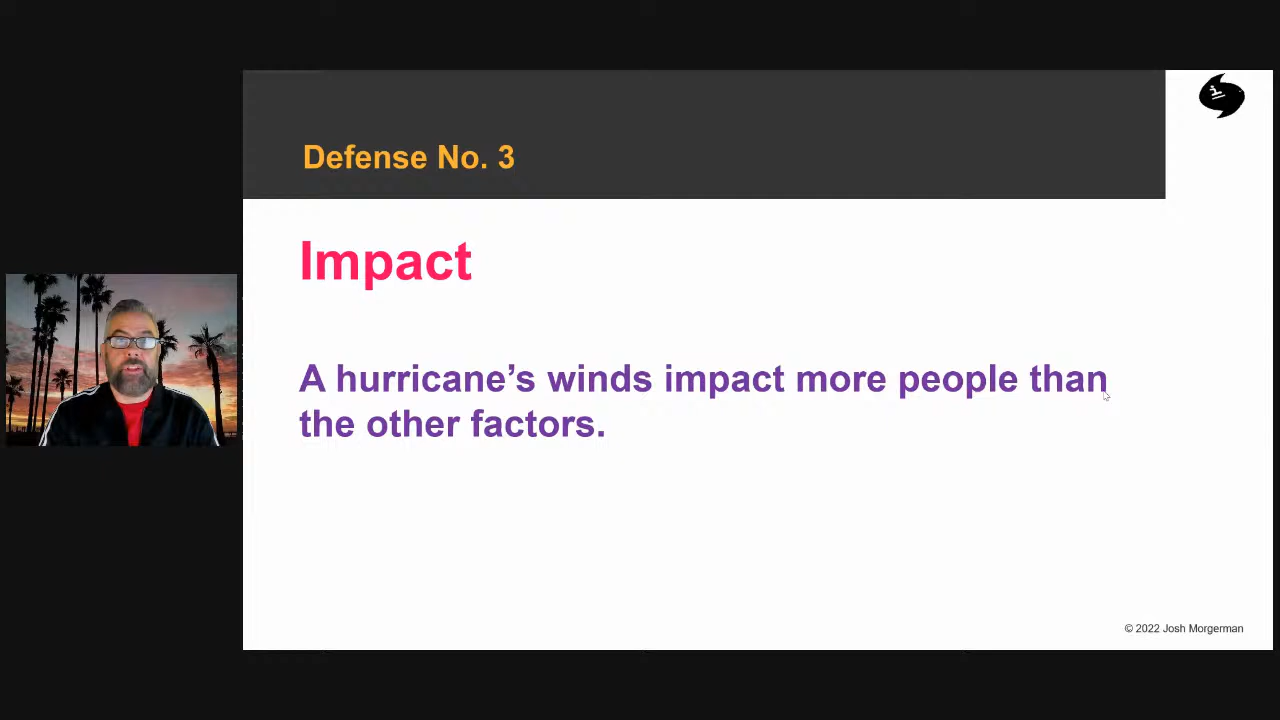 Defense No. 3
Impact
A hurricane’s winds impact more people than
the other factors.
© 2022 Josh Morgerman